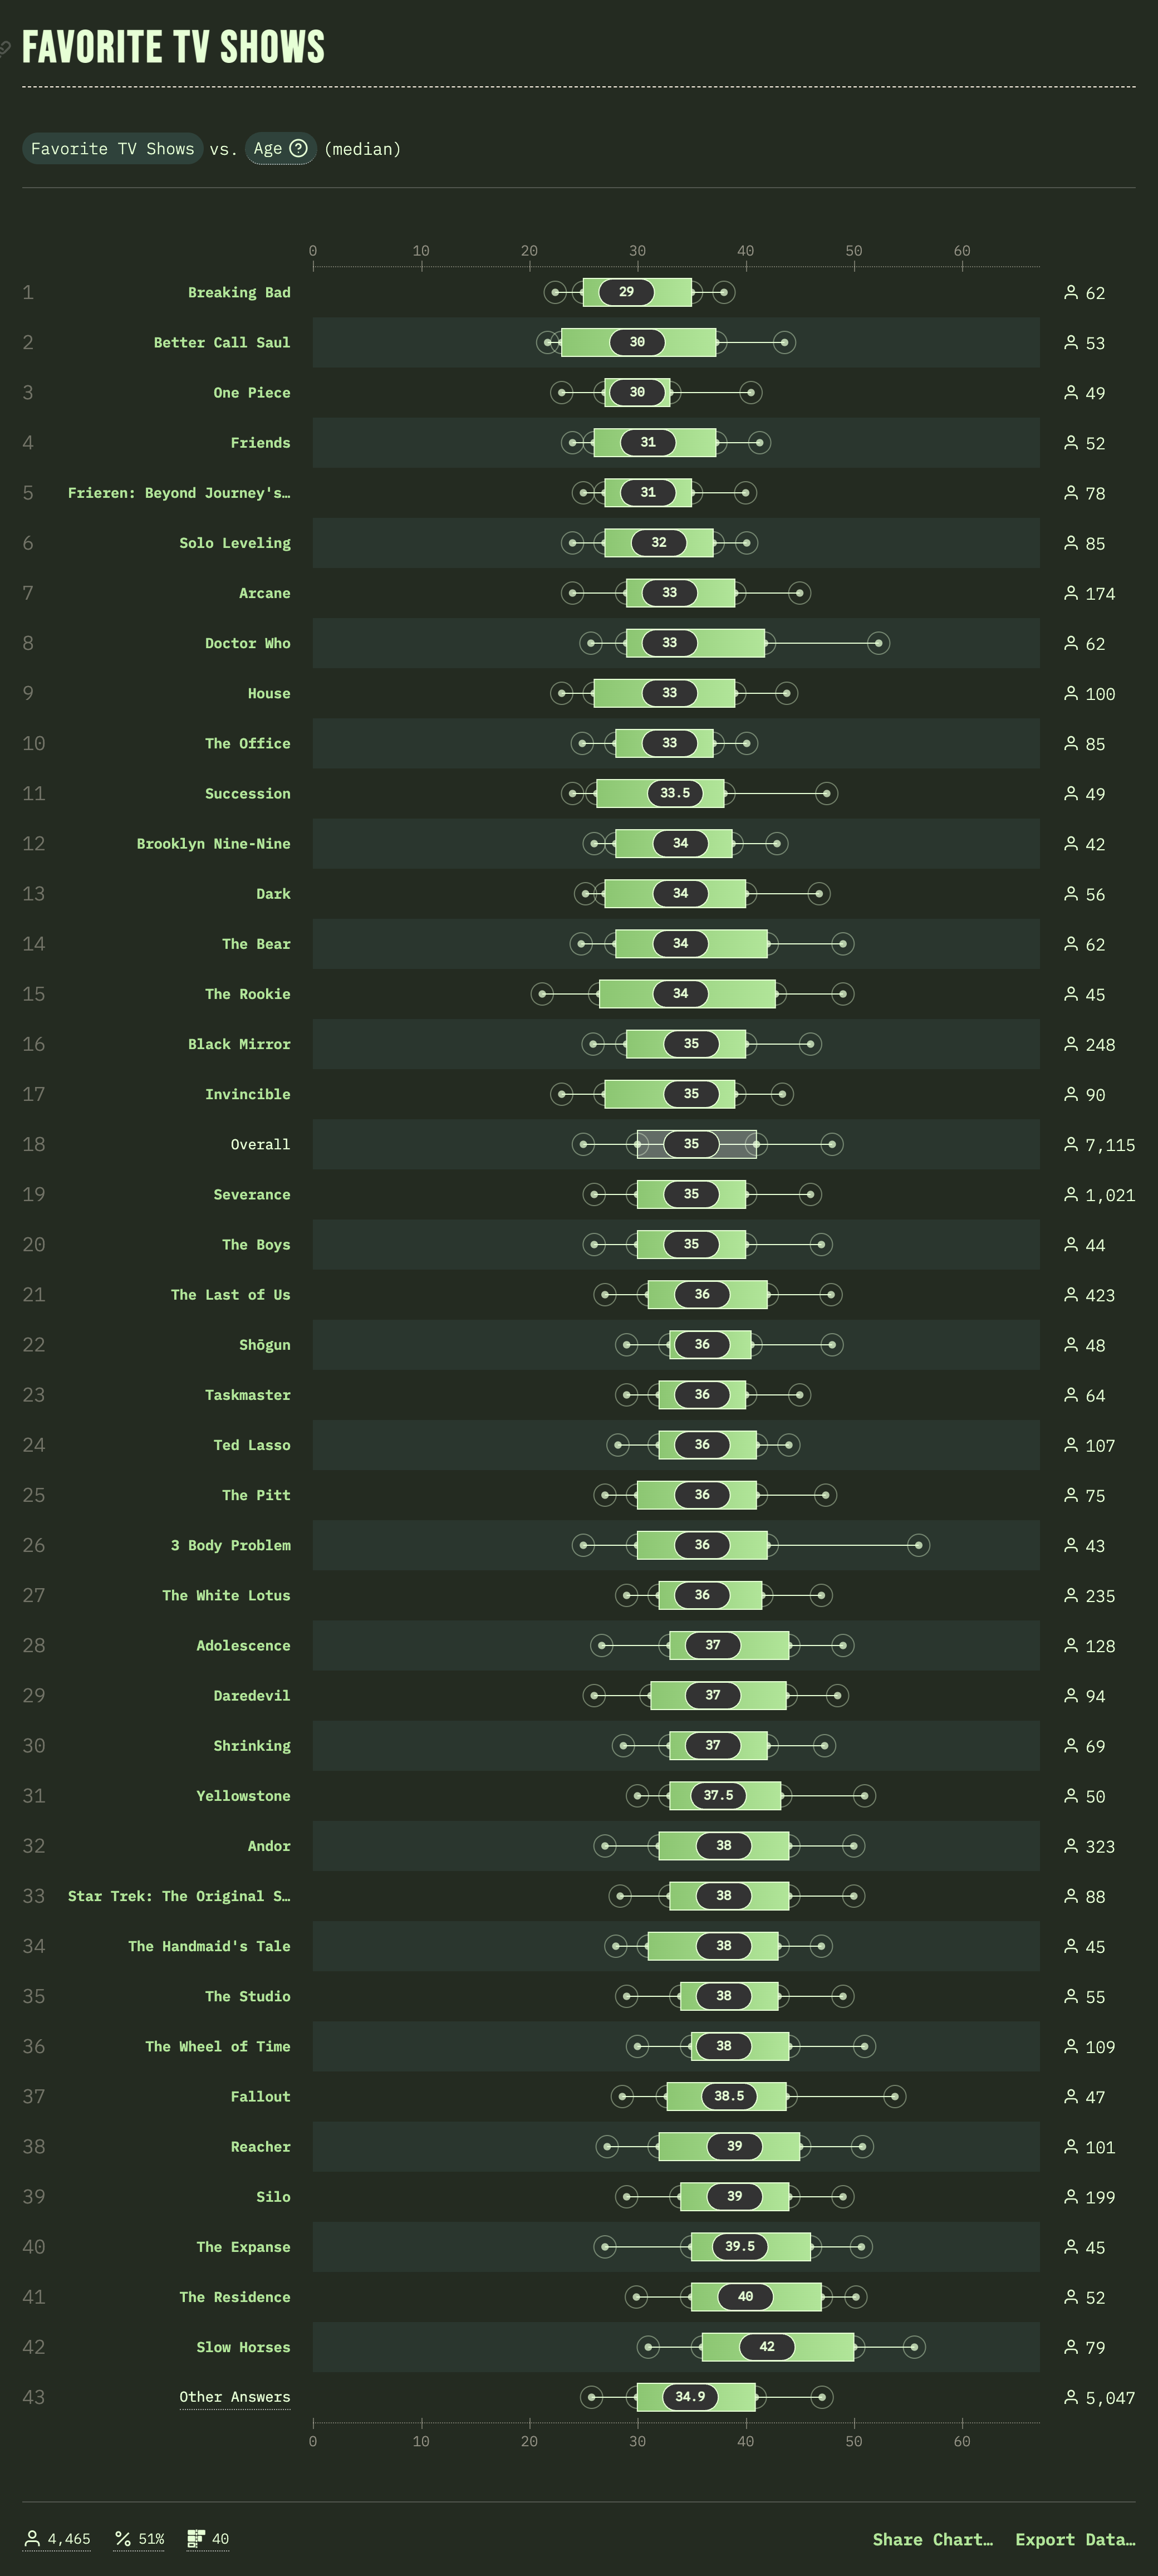 FAVORITE TV SHOWS
Favorite TV Shows vs. Age (median)
0 10 20 30 40 50 60
1 Breaking Bad 29 62
2 Better Call Saul 30 53
3 One Piece 30 49
4 Friends 31 52
5 Frieren: Beyond Journey's… 31 78
6 Solo Leveling 32 85
7 Arcane 33 174
8 Doctor Who 33 62
9 House 33 100
10 The Office 33 85
11 Succession 33.5 49
12 Brooklyn Nine-Nine 34 42
13 Dark 34 56
14 The Bear 34 62
15 The Rookie 34 45
16 Black Mirror 35 248
17 Invincible 35 90
18 Overall 35 7,115
19 Severance 35 1,021
20 The Boys 35 44
21 The Last of Us 36 423
22 Shōgun 36 48
23 Taskmaster 36 64
24 Ted Lasso 36 107
25 The Pitt 36 75
26 3 Body Problem 36 43
27 The White Lotus 36 235
28 Adolescence 37 128
29 Daredevil 37 94
30 Shrinking 37 69
31 Yellowstone 37.5 50
32 Andor 38 323
33 Star Trek: The Original S… 38 88
34 The Handmaid's Tale 38 45
35 The Studio 38 55
36 The Wheel of Time 38 109
37 Fallout 38.5 47
38 Reacher 39 101
39 Silo 39 199
40 The Expanse 39.5 45
41 The Residence 40 52
42 Slow Horses 42 79
43 Other Answers 34.9 5,047
0 10 20 30 40 50 60
4,465 51% 40 Share Chart… Export Data…